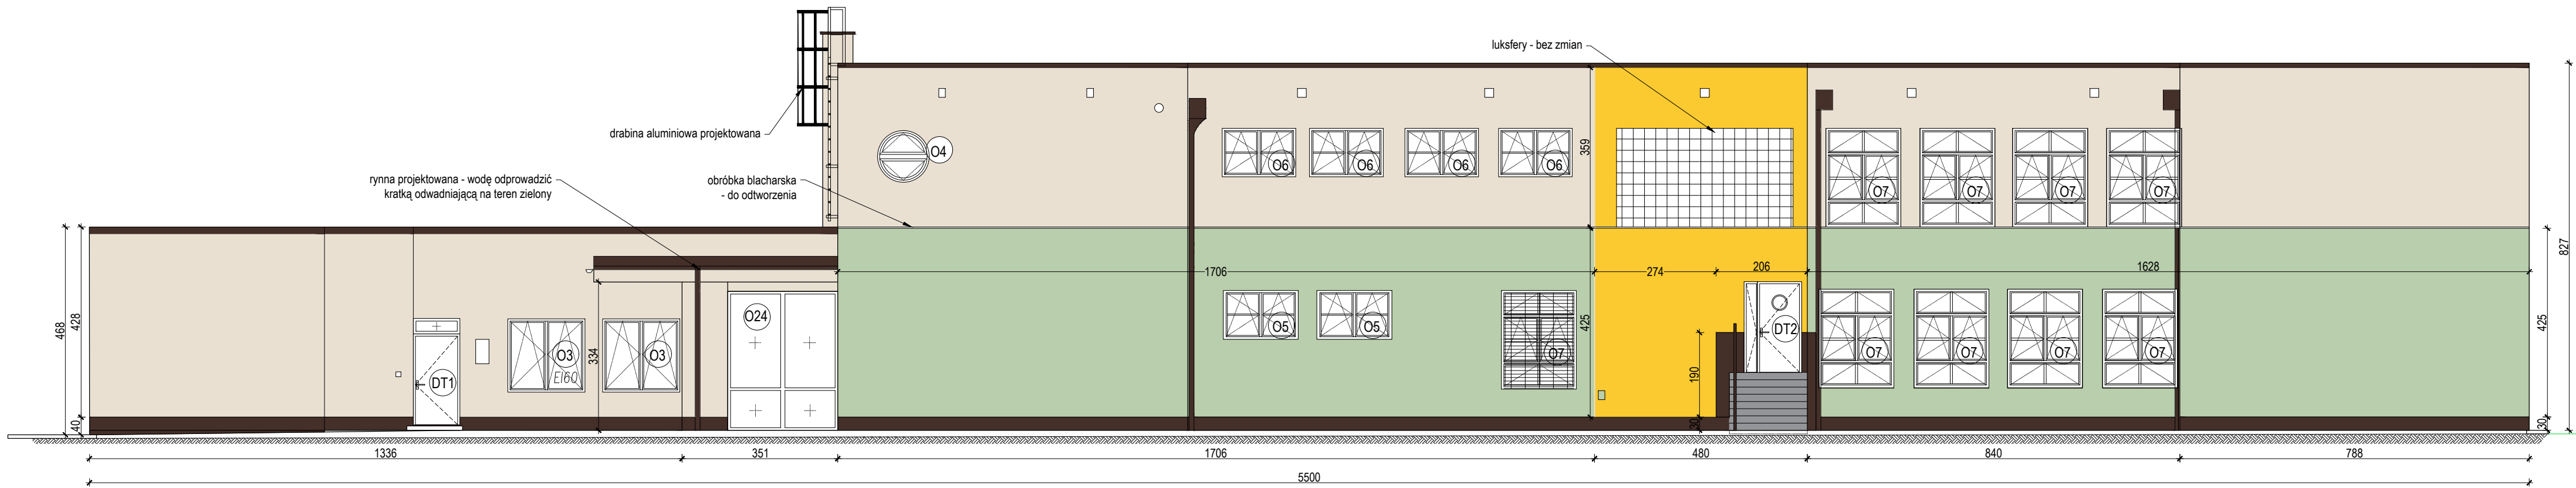 luksfery - bez zmian
drabina aluminiowa projektowana
rynna projektowana - wodę odprowadzić
kratką odwadniającą na teren zielony
obróbka blacharska
- do odtworzenia
O4
O6
O6
O6
O6
359
O7
O7
O7
O7
827
468
428
40
1706
274
206
1628
DT1
O3
EI60
O3
334
O24
O5
O5
O7
425
190
30
DT2
O7
O7
O7
O7
425
30
1336
351
1706
480
840
788
5500